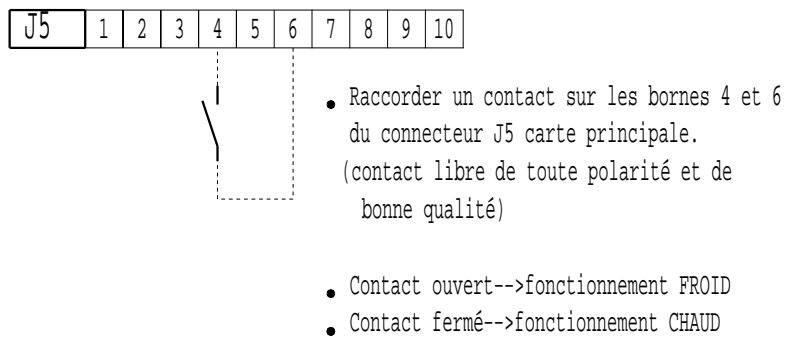 J5 1 2 3 4 5 6 7 8 9 10
• Raccorder un contact sur les bornes 4 et 6
du connecteur J5 carte principale.
(contact libre de toute polarité et de
bonne qualité)
• Contact ouvert-->fonctionnement FROID
• Contact fermé-->fonctionnement CHAUD